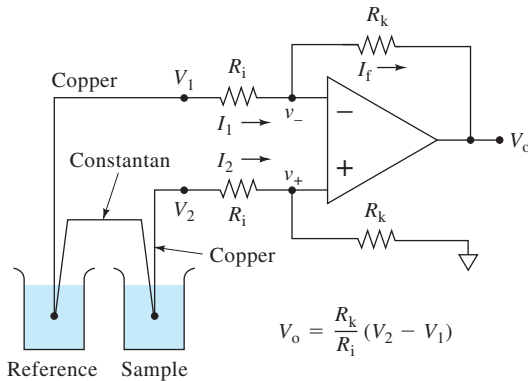 R_k
R_i
I_f →
Copper
V_1
I_1 →
v_−
−
V_o
I_2 →
Constantan
v_+
+
V_2
R_i
R_k
Copper
V_o = R_k/R_i (V_2 − V_1)
Reference
Sample